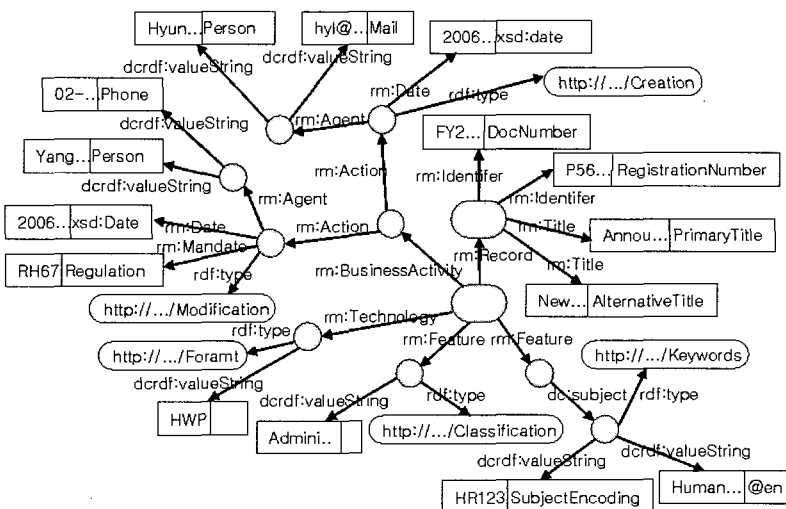 Hyun... Person
hyl@... Mail
2006... xsd:date
dcrdf:valueString
dcrdf:valueString
rm:Date
rdf:type
http://.../Creation
02-... Phone
rm:Agent
FY2... DocNumber
dcrdf:valueString
Yang... Person
rm:Identifer
P56... RegistrationNumber
dcrdf:valueString
rm:Action
rm:Identifer
rm:Agent
2006... xsd:Date
rm:Date
rm:Action
rm:Title
Annou... PrimaryTitle
rm:Mandate
rm:Record
rm:Title
RH67 Regulation
rdf:type
rm:BusinessActivity
New... AlternativeTitle
http://.../Modification
rm:Technology
rdf:type
rm:Feature
rm:Feature
http://.../Keywords
http://.../Foramt
dc:subject
rdf:type
dcrdf:valueString
dcrdf:valueString
rdf:type
HWP
Admini..
http://.../Classification
dcrdf:valueString
dcrdf:valueString
HR123 SubjectEncoding
Human... @en